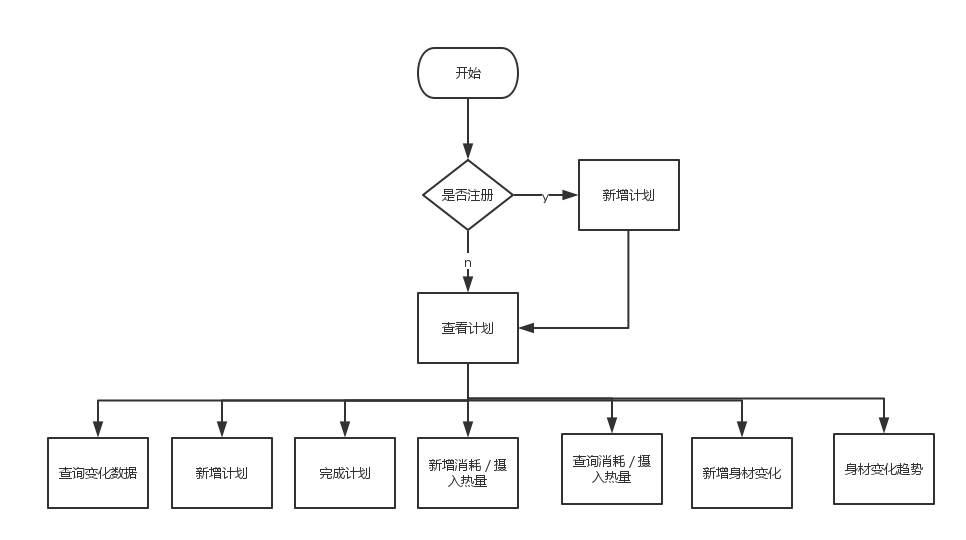 开始
是否注册
y
新增计划
n
查看计划
查询变化数据
新增计划
完成计划
新增消耗 / 摄
入热量
查询消耗 / 摄
入热量
新增身材变化
身材变化趋势